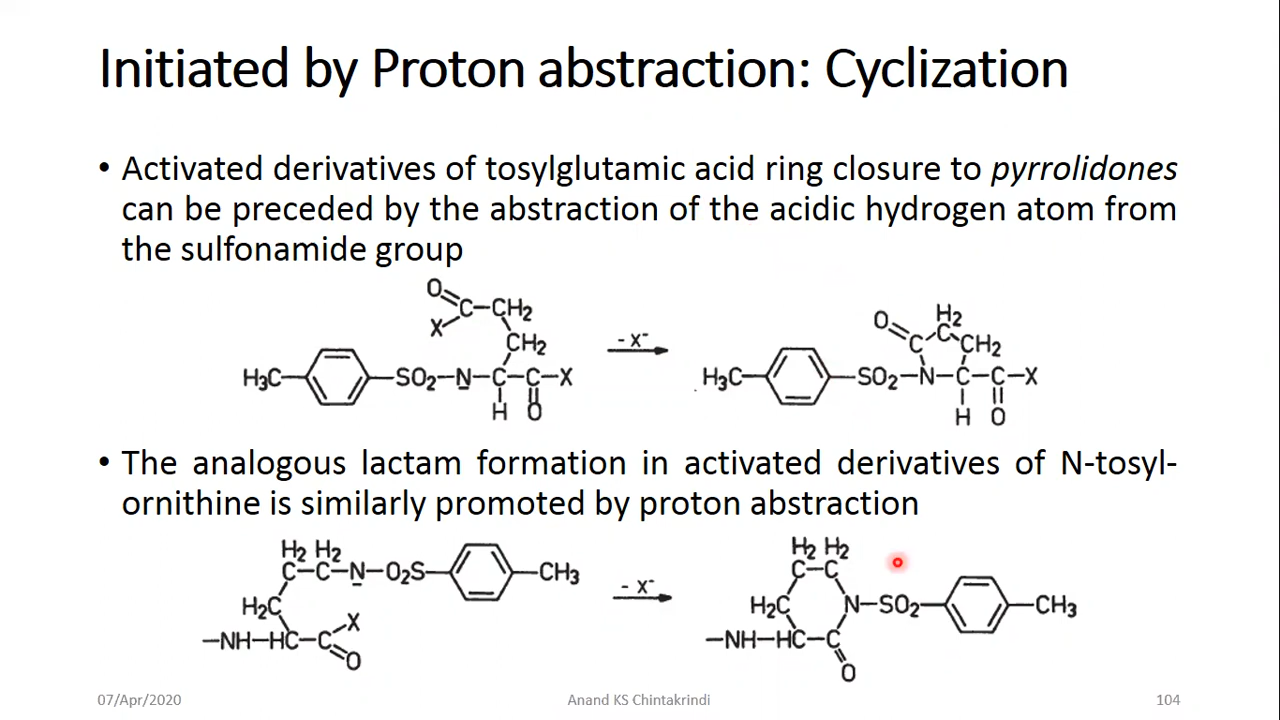 Initiated by Proton abstraction: Cyclization
• Activated derivatives of tosylglutamic acid ring closure to pyrrolidones
can be preceded by the abstraction of the acidic hydrogen atom from
the sulfonamide group
O
C–CH2
X
CH2
H3C SO2–N–C–C–X
H O
- X-
H2
O C
C CH2
H3C SO2–N–C–C–X
H O
• The analogous lactam formation in activated derivatives of N-tosyl-
ornithine is similarly promoted by proton abstraction
H2 H2
C–C–N–O2S CH3
H2C
X
–NH–HC–C
O
- X-
H2 H2
C–C
H2C N–SO2 CH3
–NH–HC–C
O
07/Apr/2020
Anand KS Chintakrindi
104